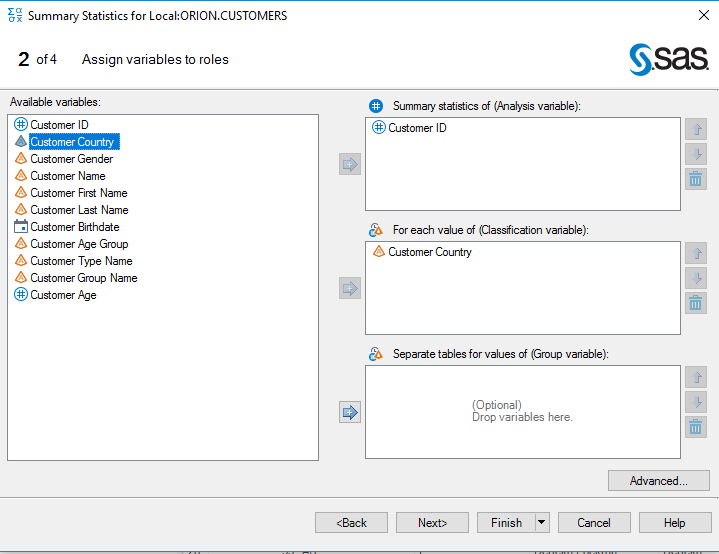 Summary Statistics for Local:ORION.CUSTOMERS
2 of 4 Assign variables to roles
sas
Available variables:
Customer ID
Customer Country
Customer Gender
Customer Name
Customer First Name
Customer Last Name
Customer Birthdate
Customer Age Group
Customer Type Name
Customer Group Name
Customer Age
Summary statistics of (Analysis variable):
Customer ID
For each value of (Classification variable):
Customer Country
Separate tables for values of (Group variable):
(Optional)
Drop variables here.
Advanced...
<Back Next> Finish Cancel Help